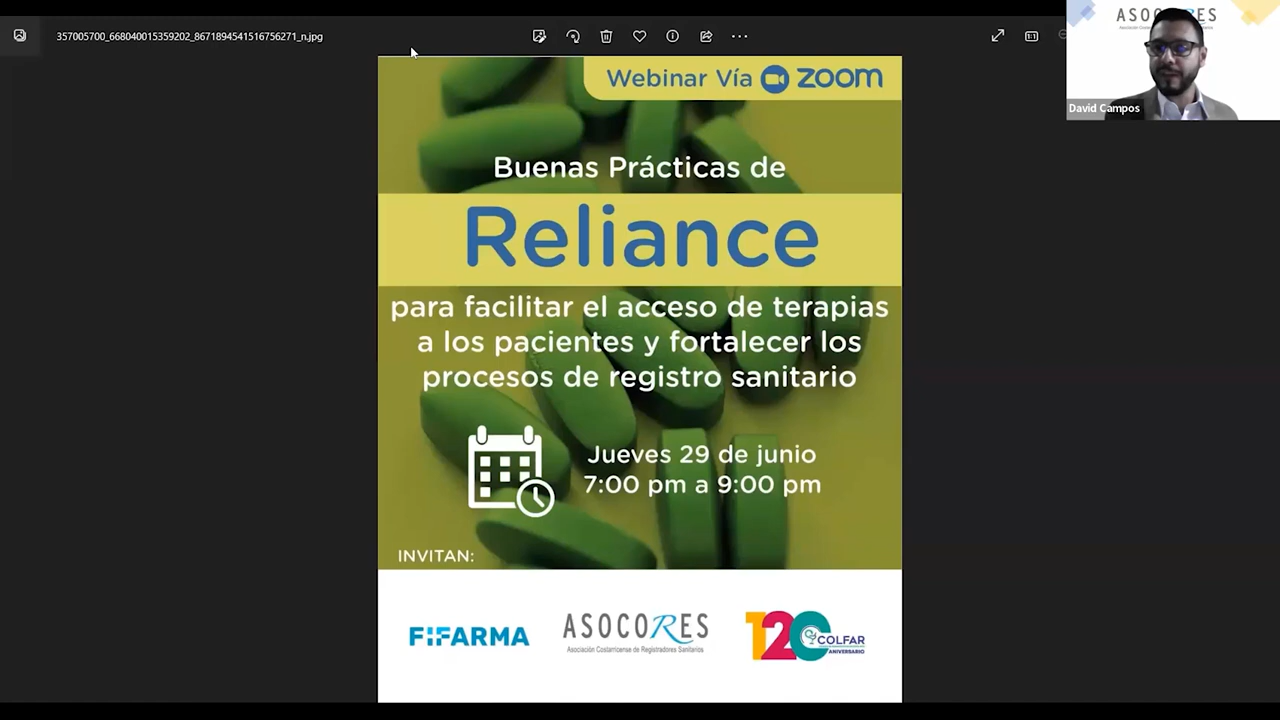 357005700_668040015359202_8671894541516756271_n.jpg
ASOCORES
David Campos
Webinar Vía zoom
Buenas Prácticas de
Reliance
para facilitar el acceso de terapias
a los pacientes y fortalecer los
procesos de registro sanitario
Jueves 29 de junio
7:00 pm a 9:00 pm
INVITAN:
FIFARMA
ASOCORES
Asociación Costarricense de Registradores Sanitarios
120
COLFAR
ANIVERSARIO